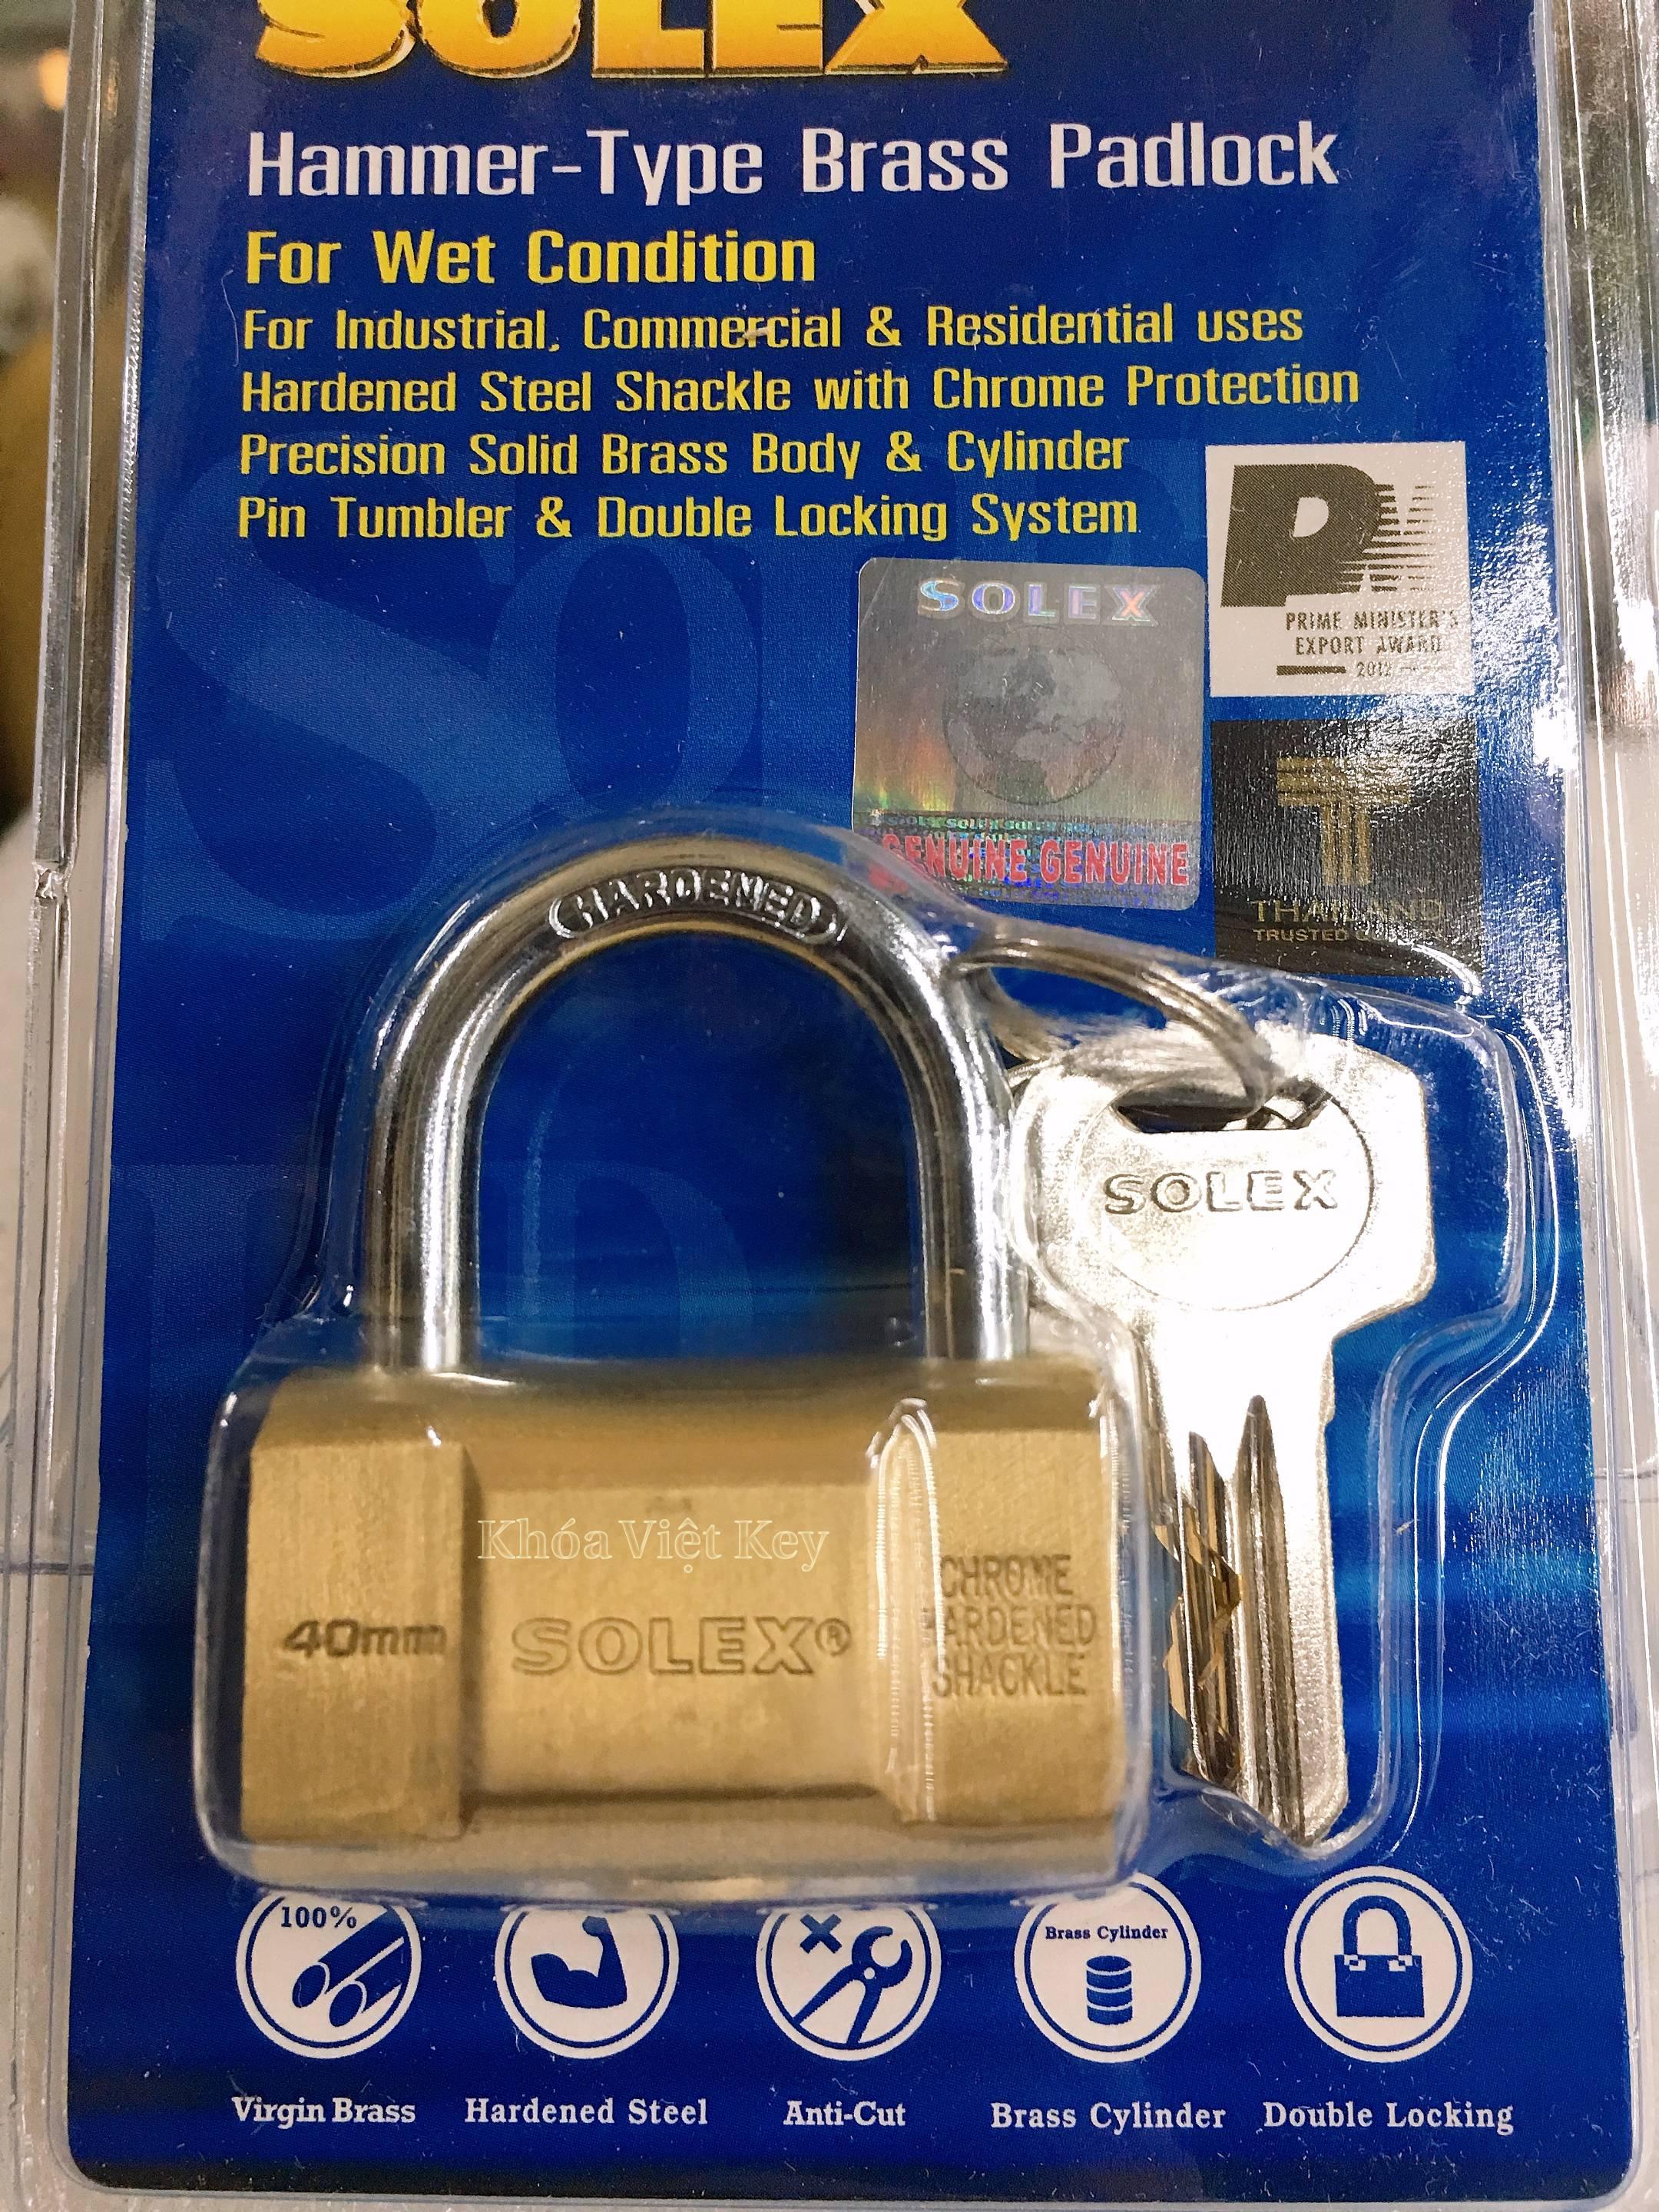 SOLEX
Hammer-Type Brass Padlock
For Wet Condition
For Industrial, Commercial & Residential uses
Hardened Steel Shackle with Chrome Protection
Precision Solid Brass Body & Cylinder
Pin Tumbler & Double Locking System
PRIME MINISTER'S
EXPORT AWARD
2012
SOLEX
GENUINE GENUINE
THAILAND
TRUSTED QUALITY
HARDENED
SOLEX
Khóa Việt Key
40mm
SOLEX®
CHROME
HARDENED
SHACKLE
100%
Brass Cylinder
Virgin Brass
Hardened Steel
Anti-Cut
Brass Cylinder
Double Locking